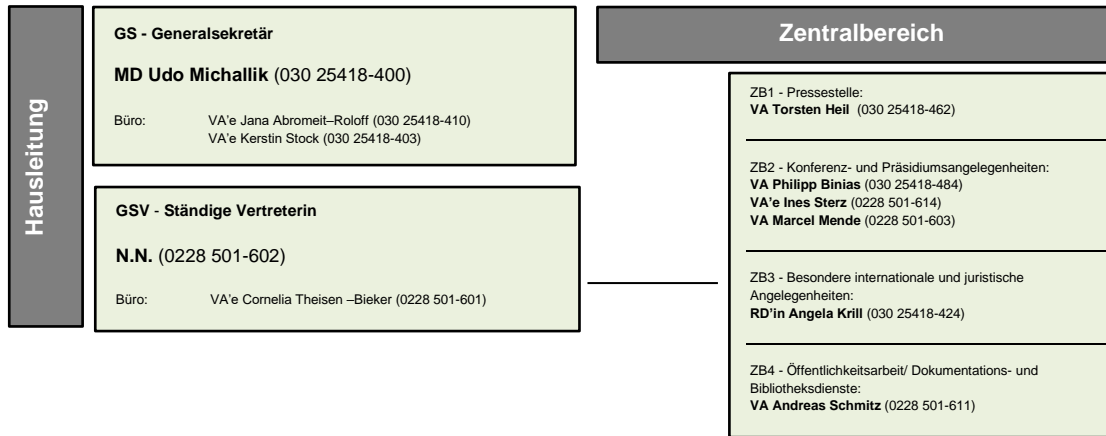 Hausleitung
GS - Generalsekretär
MD Udo Michallik (030 25418-400)
Büro: VA'e Jana Abromeit–Roloff (030 25418-410)
VA'e Kerstin Stock (030 25418-403)
GSV - Ständige Vertreterin
N.N. (0228 501-602)
Büro: VA'e Cornelia Theisen –Bieker (0228 501-601)
Zentralbereich
ZB1 - Pressestelle:
VA Torsten Heil (030 25418-462)
ZB2 - Konferenz- und Präsidiumsangelegenheiten:
VA Philipp Binias (030 25418-484)
VA'e Ines Sterz (0228 501-614)
VA Marcel Mende (0228 501-603)
ZB3 - Besondere internationale und juristische
Angelegenheiten:
RD'in Angela Krill (030 25418-424)
ZB4 - Öffentlichkeitsarbeit/ Dokumentations- und
Bibliotheksdienste:
VA Andreas Schmitz (0228 501-611)